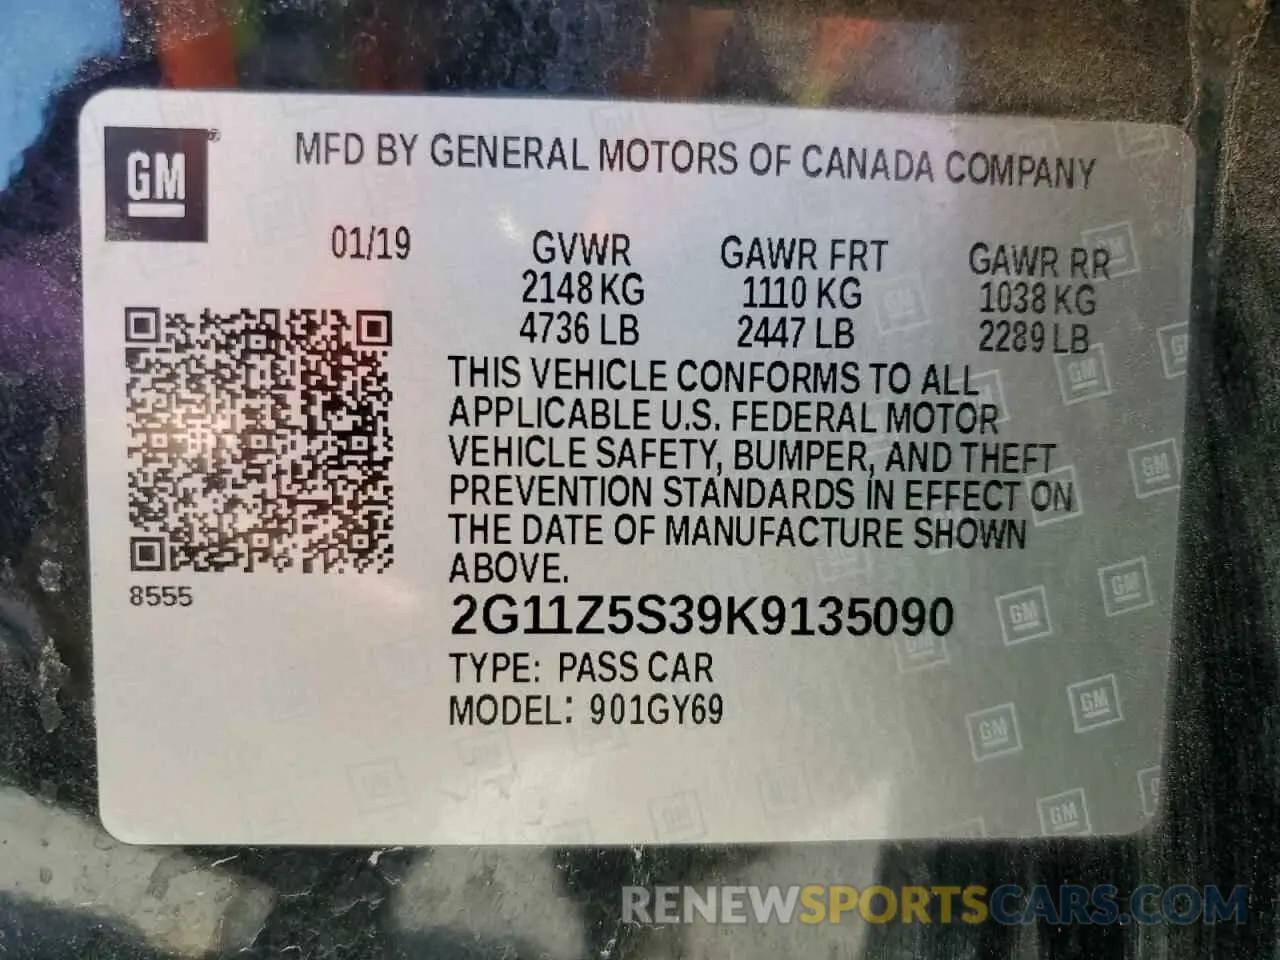 GM
MFD BY GENERAL MOTORS OF CANADA COMPANY
01/19
GVWR
2148 KG
4736 LB
GAWR FRT
1110 KG
2447 LB
GAWR RR
1038 KG
2289 LB
THIS VEHICLE CONFORMS TO ALL
APPLICABLE U.S. FEDERAL MOTOR
VEHICLE SAFETY, BUMPER, AND THEFT
PREVENTION STANDARDS IN EFFECT ON
THE DATE OF MANUFACTURE SHOWN
ABOVE.
8555
2G11Z5S39K9135090
TYPE: PASS CAR
MODEL: 901GY69
RENEWSPORTSCARS.COM